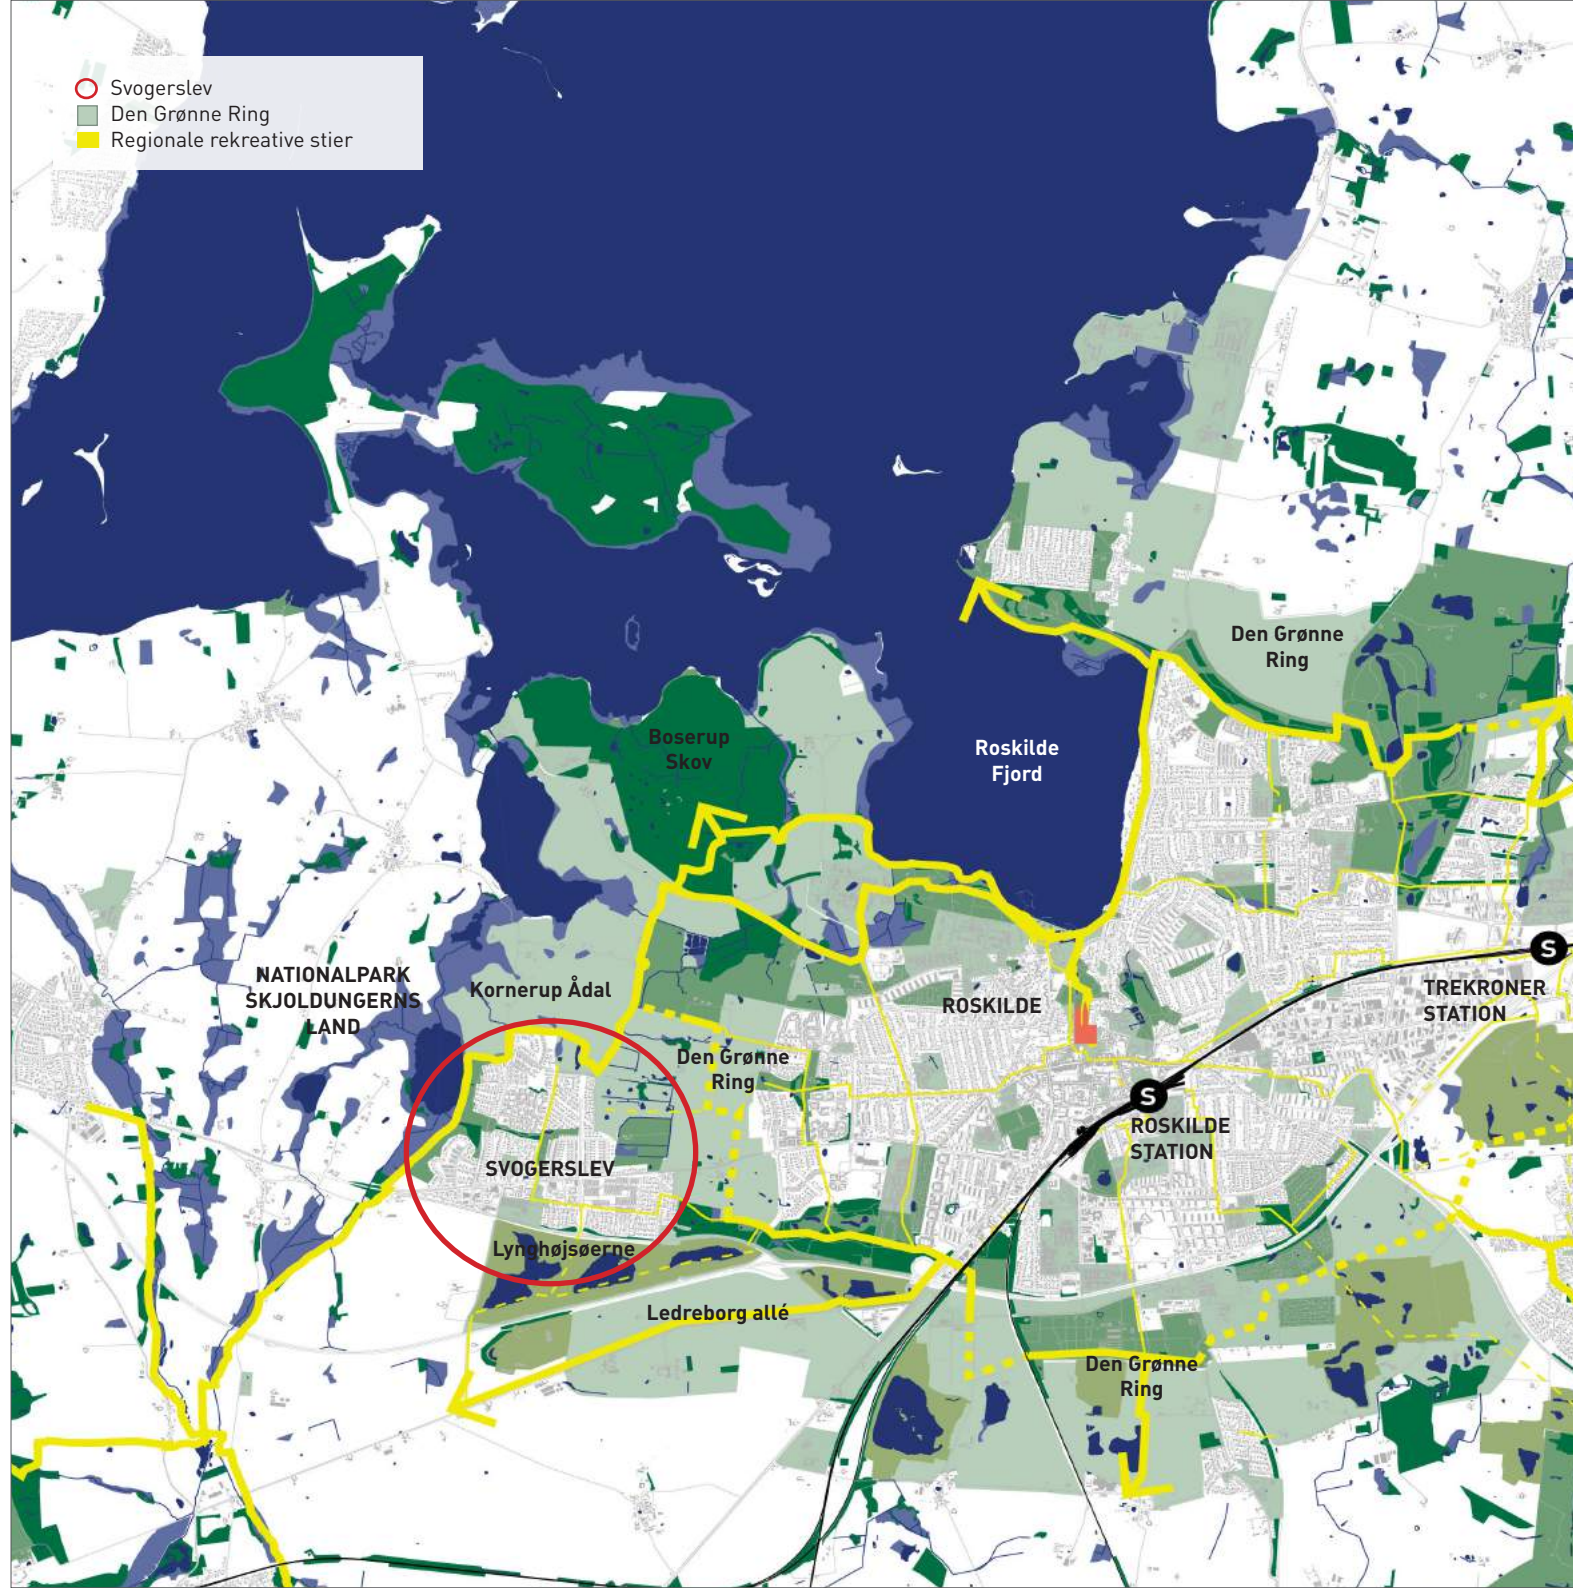 Svogerslev
Den Grønne Ring
Regionale rekreative stier
Den Grønne
Ring
Boserup
Skov
Roskilde
Fjord
S
NATIONALPARK
SKJOLDUNGERNS
LAND
Kornerup Ådal
ROSKILDE
TREKRONER
STATION
Den Grønne
Ring
S
ROSKILDE
STATION
SVOGERSLEV
Lynghøjsøerne
Ledreborg allé
Den Grønne
Ring